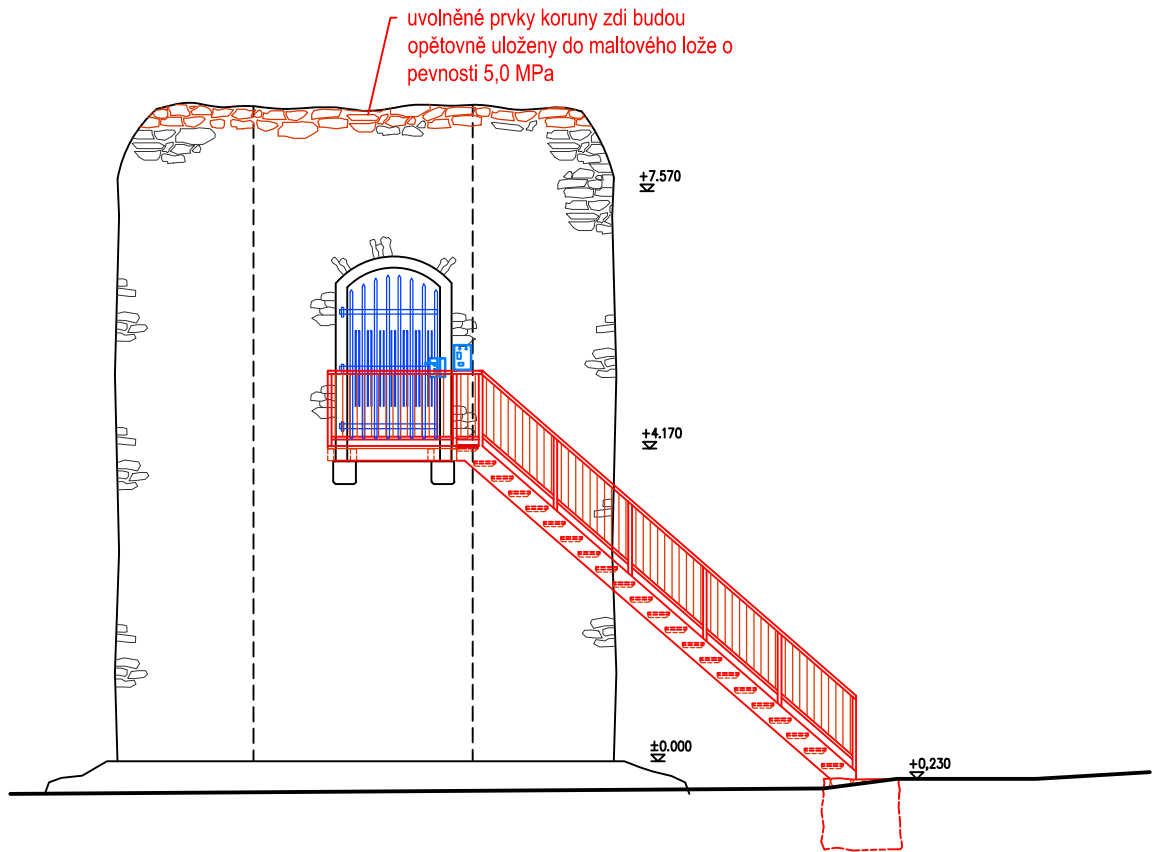 uvolněné prvky koruny zdi budou
opětovně uloženy do maltového lože o
pevnosti 5,0 MPa
+7.570
+4.170
±0.000
+0,230